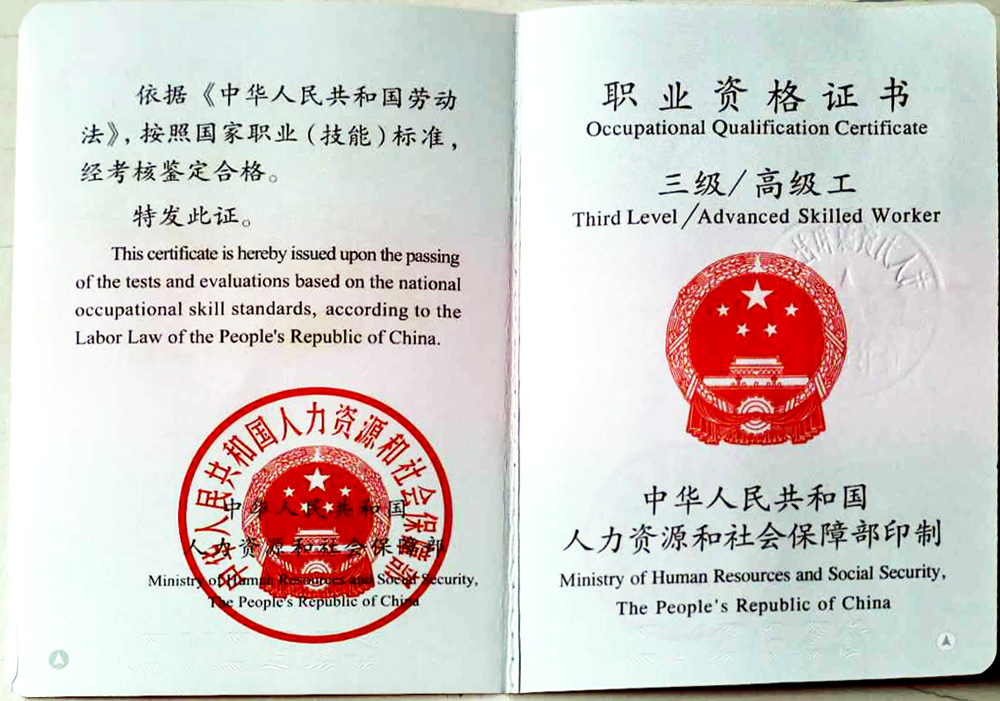 依据《中华人民共和国劳动
法》，按照国家职业（技能）标准，
经考核鉴定合格。
特发此证。
This certificate is hereby issued upon the passing
of the tests and evaluations based on the national
occupational skill standards, according to the
Labor Law of the People's Republic of China.
中华人民共和国人力资源和社会保障部
中华人民共和国
人力资源和社会保障部
Ministry of Human Resources and Social Security,
The People's Republic of China
职业资格证书
Occupational Qualification Certificate
三级/高级工
Third Level/Advanced Skilled Worker
中华人民共和国
人力资源和社会保障部印制
Ministry of Human Resources and Social Security,
The People's Republic of China